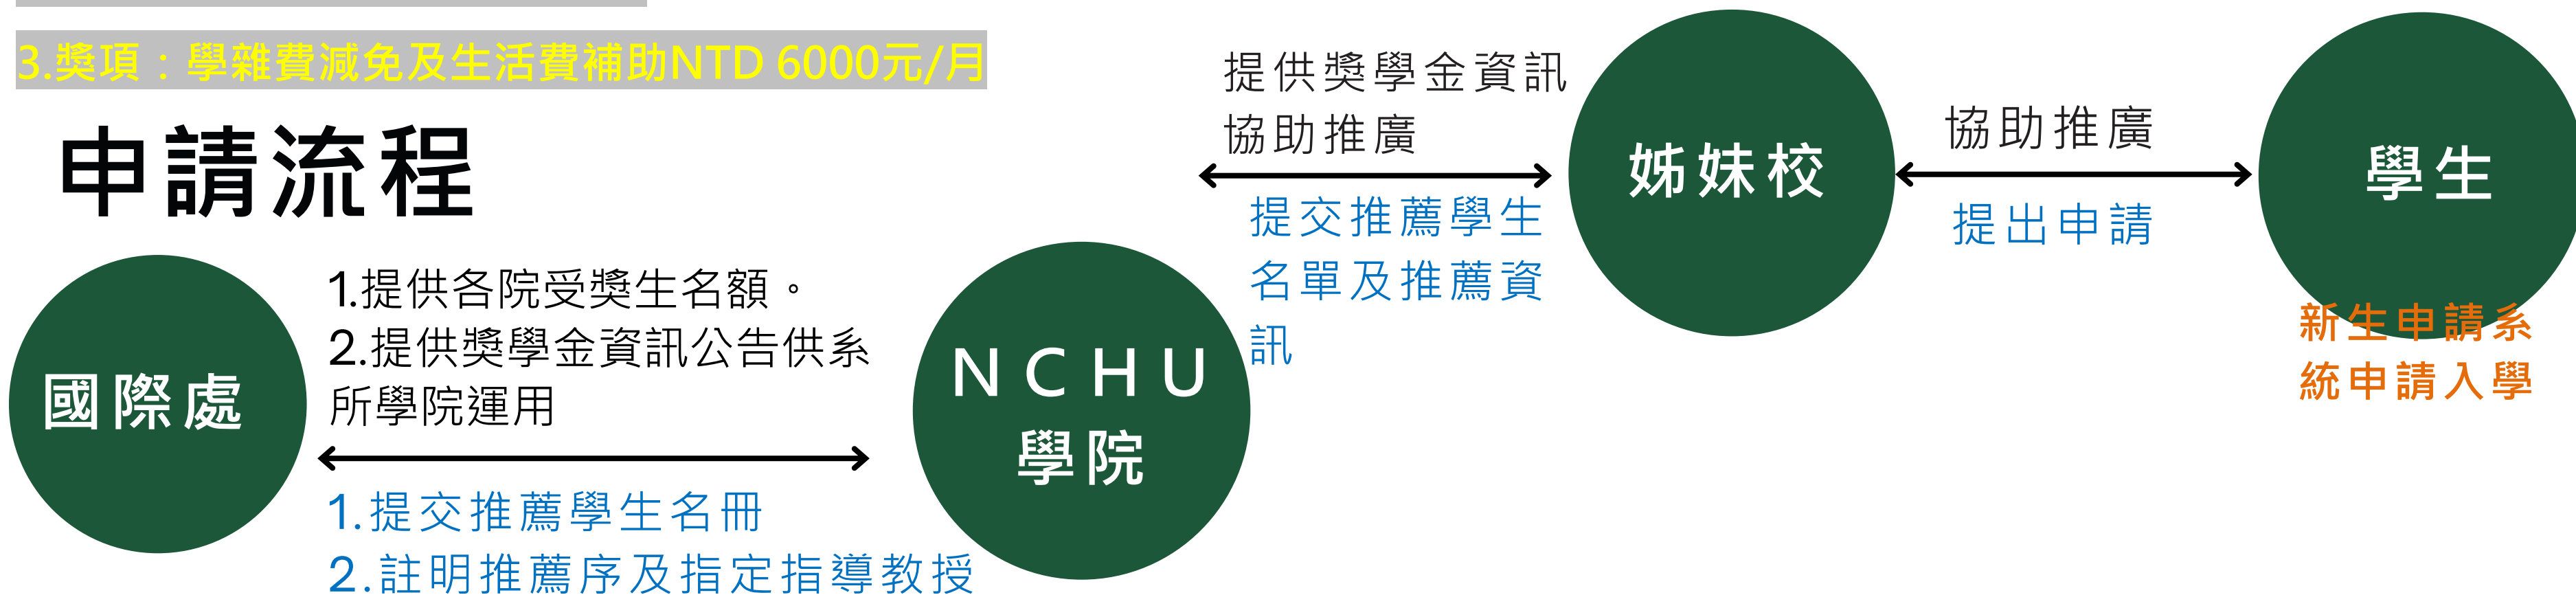 3.獎項：學雜費減免及生活費補助NTD 6000元/月
申請流程
國際處
1.提供各院受獎生名額。
2.提供獎學金資訊公告供系
所學院運用
1.提交推薦學生名冊
2.註明推薦序及指定指導教授
NCHU
學院
提供獎學金資訊
協助推廣
提交推薦學生
名單及推薦資
訊
姊妹校
協助推廣
提出申請
學生
新生申請系
統申請入學